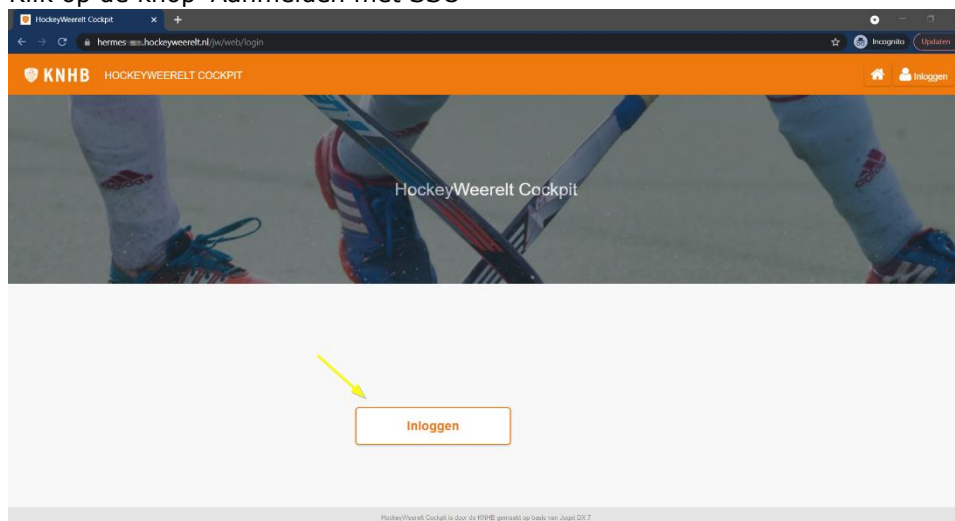 Klik op de knop 'Aanmelden met SSO'
HockeyWeerelt Cockpit
hermes .hockeyweerelt.nl/jw/web/login
Incognito
Updaten
KNHB HOCKEYWEERELT COCKPIT
Inloggen
HockeyWeerelt Cockpit
Inloggen
HockeyWeerelt Cockpit is door de KNHB gemaakt op basis van Joget DX 7